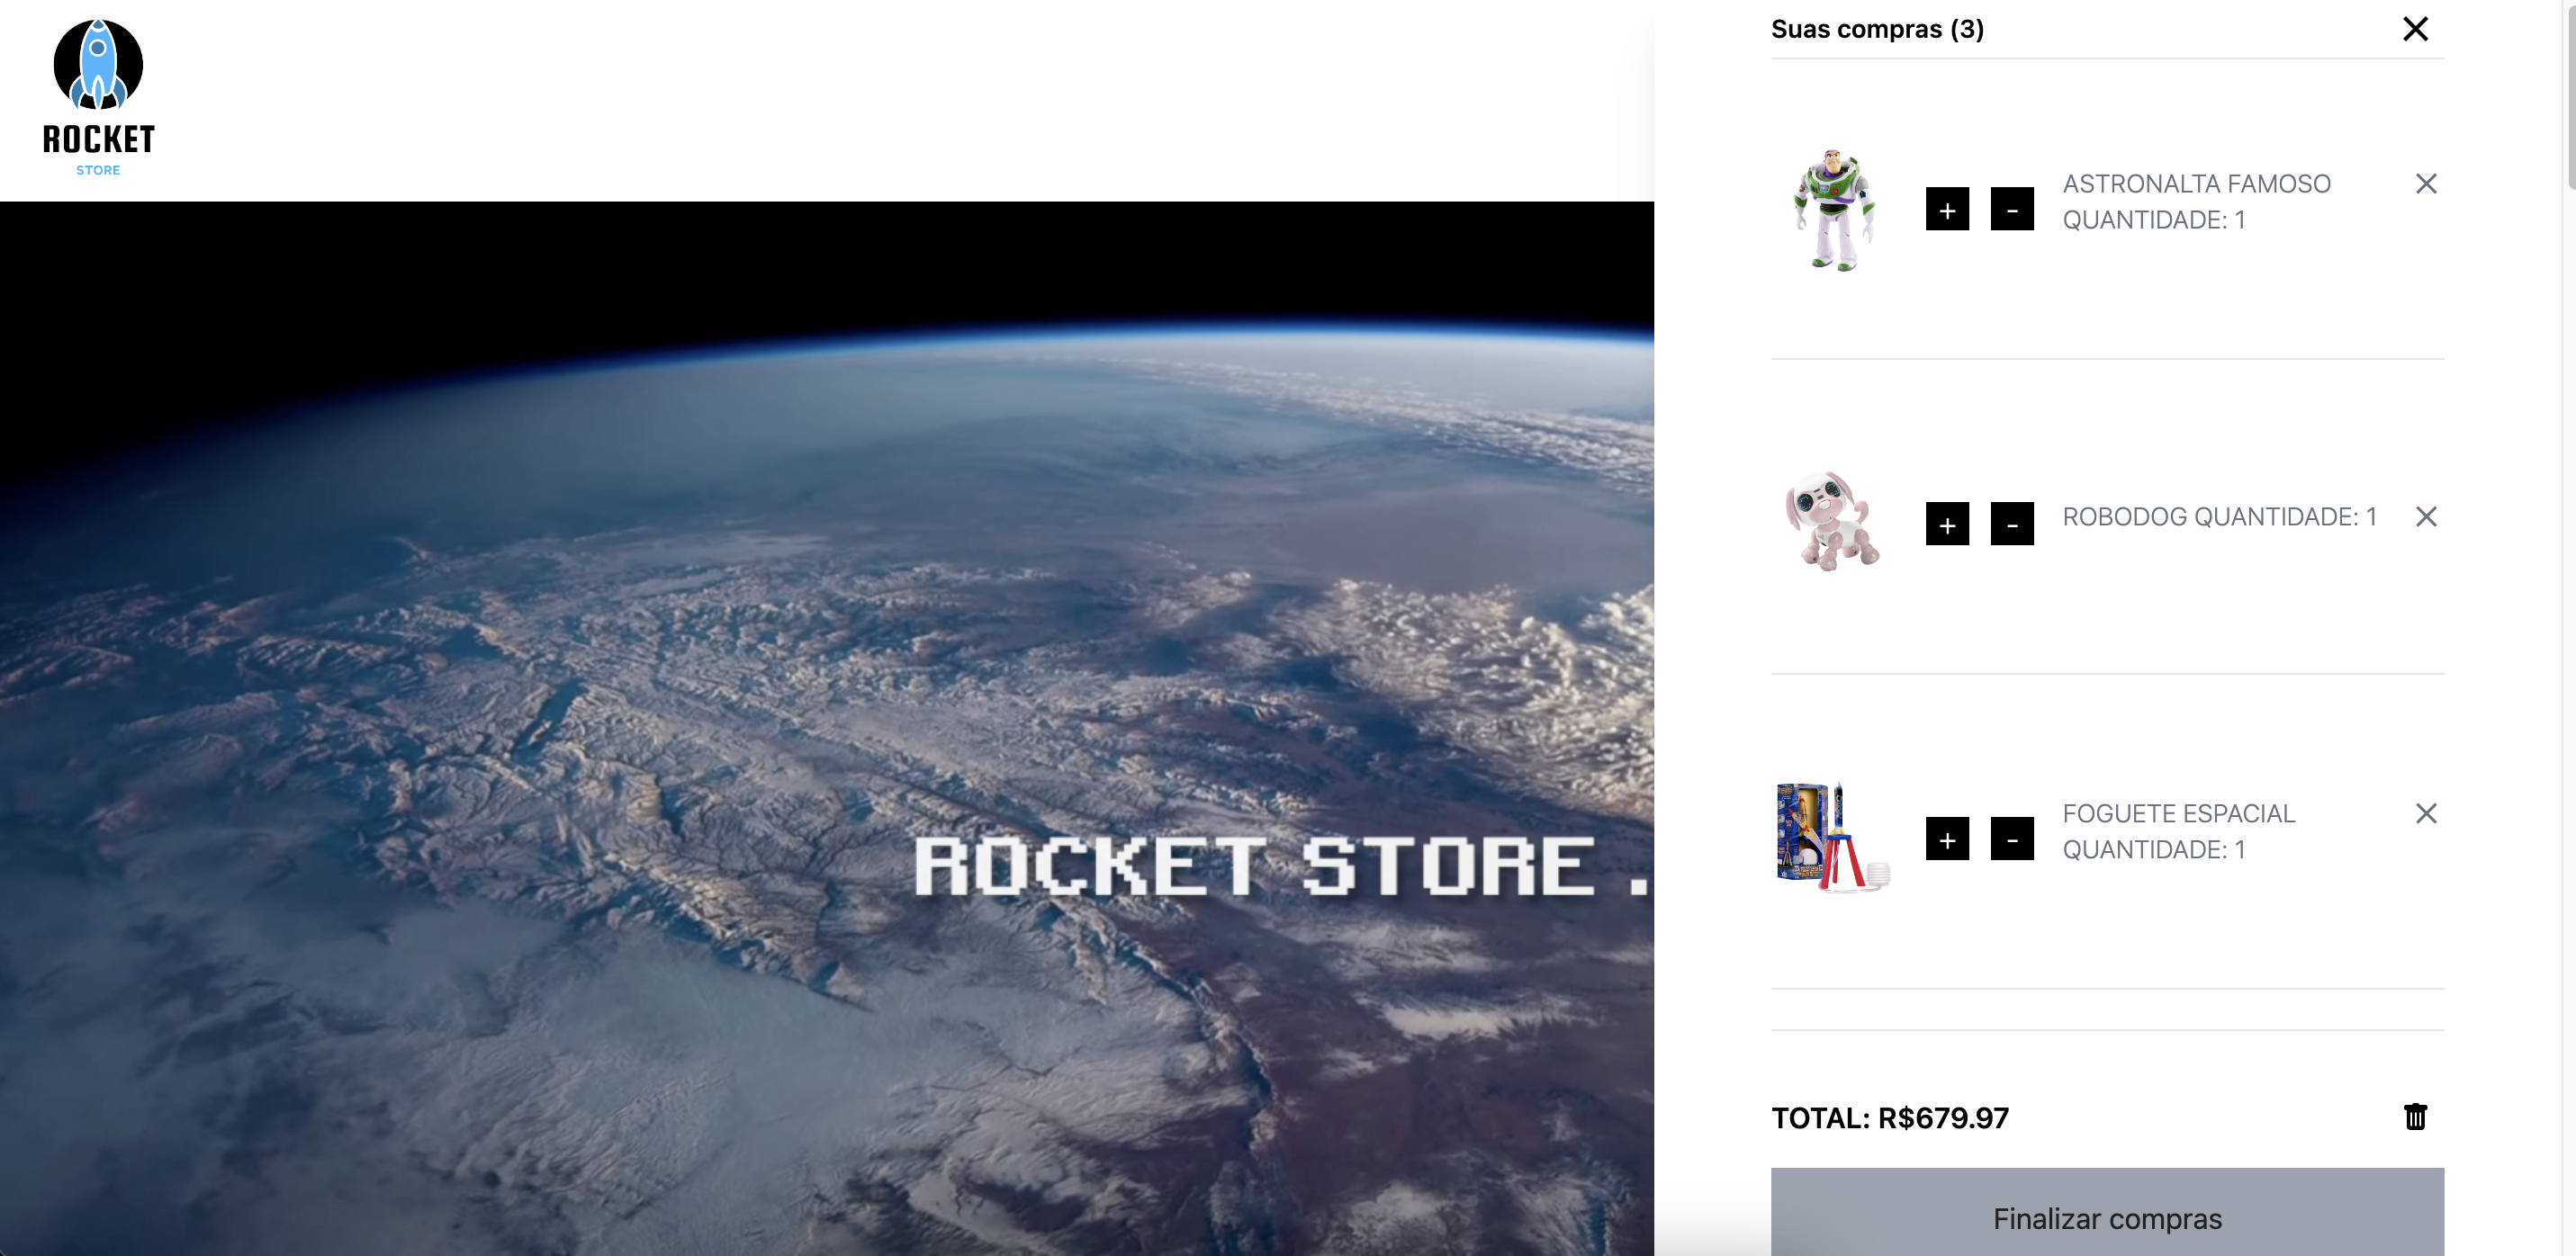 ROCKET
STORE
ROCKET STORE .
Suas compras (3)
+ - ASTRONALTA FAMOSO
QUANTIDADE: 1
+ - ROBODOG QUANTIDADE: 1
+ - FOGUETE ESPACIAL
QUANTIDADE: 1
TOTAL: R$679.97
Finalizar compras